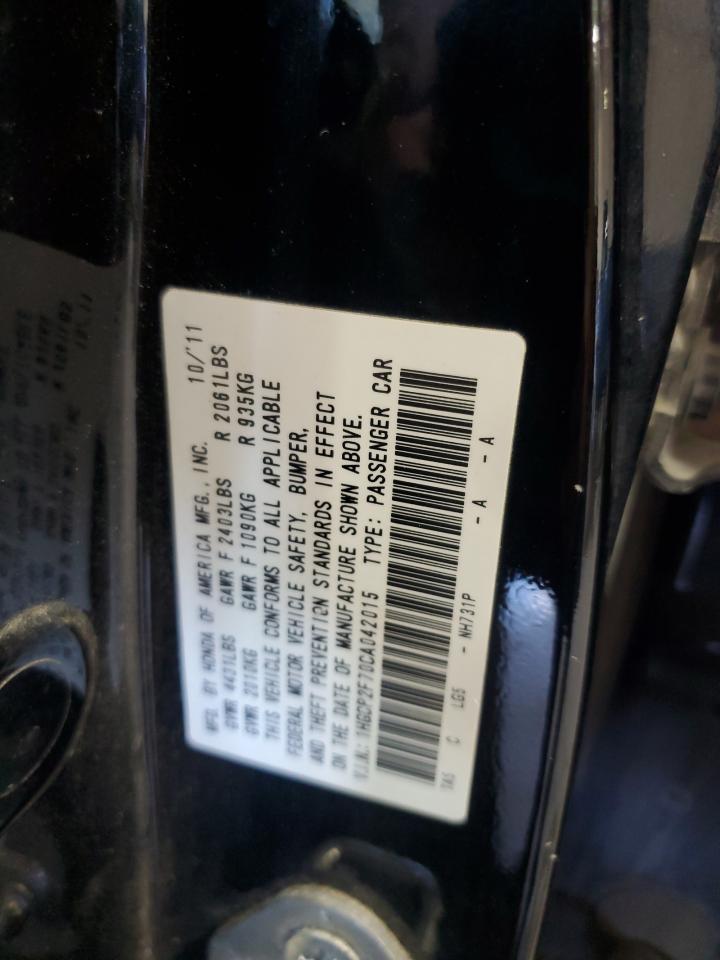 MFD. BY HONDA OF AMERICA MFG., INC. 10/'11
GVWR 4431LBS GAWR F 2403LBS R 2061LBS
GVWR 2010KG GAWR F 1090KG R 935KG
THIS VEHICLE CONFORMS TO ALL APPLICABLE
FEDERAL MOTOR VEHICLE SAFETY, BUMPER,
AND THEFT PREVENTION STANDARDS IN EFFECT
ON THE DATE OF MANUFACTURE SHOWN ABOVE.
V.I.N.: 1HGCP2F70CA042015 TYPE: PASSENGER CAR
C LG5 - NH731P - A - A